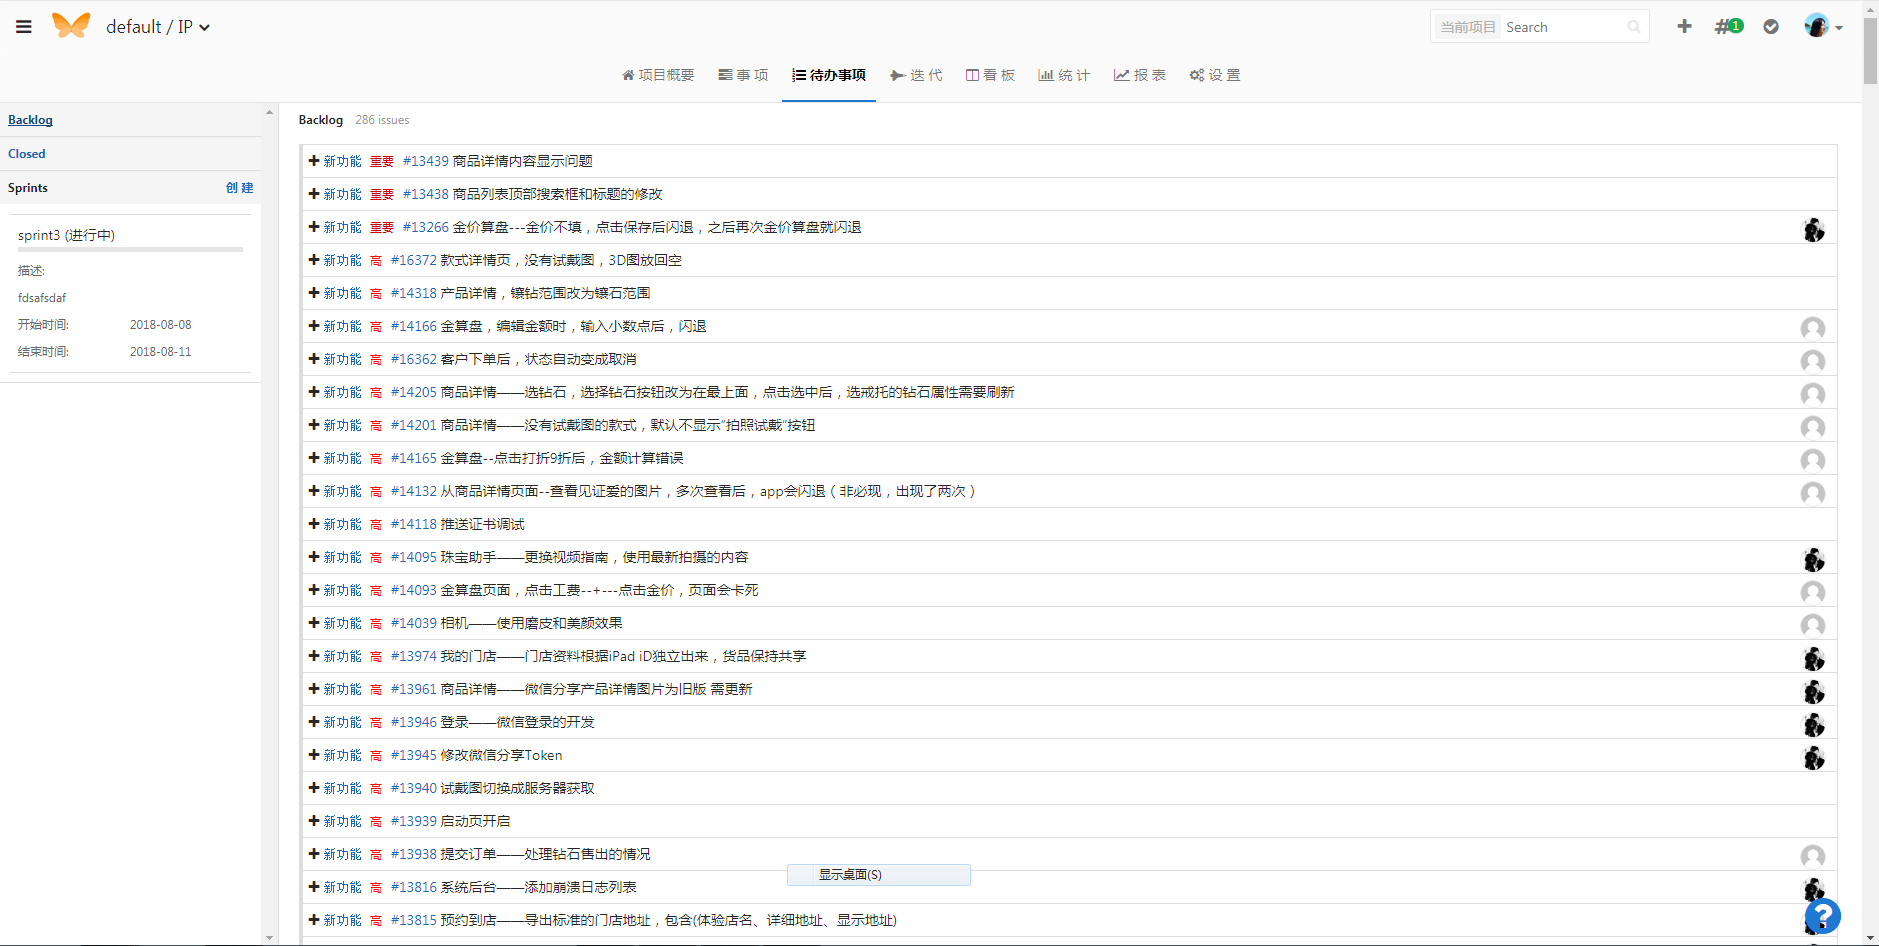 default / IP
当前项目 Search
1
项目概要 事 项 待办事项 迭 代 看 板 统 计 报 表 设 置
Backlog
Closed
Sprints 创 建
sprint3 (进行中)
描述:
fdsafsdaf
开始时间: 2018-08-08
结束时间: 2018-08-11
Backlog 286 issues
新功能 重要 #13439 商品详情内容显示问题
新功能 重要 #13438 商品列表顶部搜索框和标题的修改
新功能 重要 #13266 金价算盘---金价不填，点击保存后闪退，之后再次金价算盘就闪退
新功能 高 #16372 款式详情页，没有试戴图，3D图放回空
新功能 高 #14318 产品详情，镶钻范围改为镶石范围
新功能 高 #14166 金算盘，编辑金额时，输入小数点后，闪退
新功能 高 #16362 客户下单后，状态自动变成取消
新功能 高 #14205 商品详情——选钻石，选择钻石按钮改为在最上面，点击选中后，选戒托的钻石属性需要刷新
新功能 高 #14201 商品详情——没有试戴图的款式，默认不显示"拍照试戴"按钮
新功能 高 #14165 金算盘--点击打折9折后，金额计算错误
新功能 高 #14132 从商品详情页面--查看见证爱的图片，多次查看后，app会闪退（非必现，出现了两次）
新功能 高 #14118 推送证书调试
新功能 高 #14095 珠宝助手——更换视频指南，使用最新拍摄的内容
新功能 高 #14093 金算盘页面，点击工费--+---点击金价，页面会卡死
新功能 高 #14039 相机——使用磨皮和美颜效果
新功能 高 #13974 我的门店——门店资料根据iPad iD独立出来，货品保持共享
新功能 高 #13961 商品详情——微信分享产品详情图片为旧版 需更新
新功能 高 #13946 登录——微信登录的开发
新功能 高 #13945 修改微信分享Token
新功能 高 #13940 试戴图切换成服务器获取
新功能 高 #13939 启动页开启
新功能 高 #13938 提交订单——处理钻石售出的情况
显示桌面(S)
新功能 高 #13816 系统后台——添加崩溃日志列表
新功能 高 #13815 预约到店——导出标准的门店地址，包含(体验店名、详细地址、显示地址)